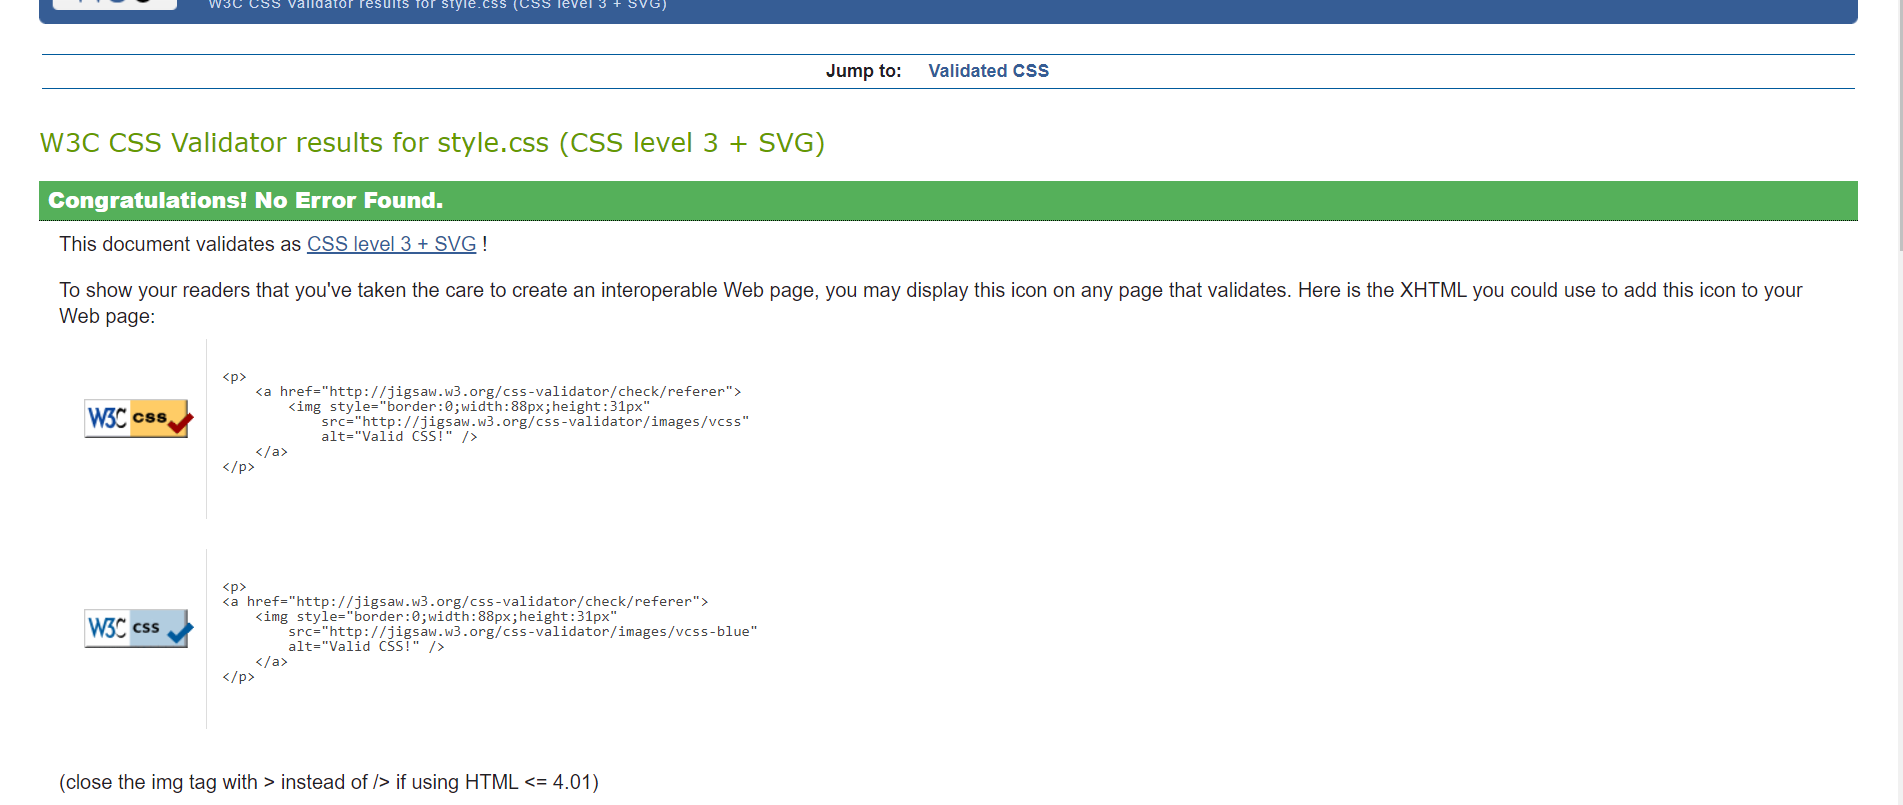 W3C CSS Validator results for style.css (CSS level 3 + SVG)
Jump to: Validated CSS
W3C CSS Validator results for style.css (CSS level 3 + SVG)
Congratulations! No Error Found.
This document validates as CSS level 3 + SVG !
To show your readers that you've taken the care to create an interoperable Web page, you may display this icon on any page that validates. Here is the XHTML you could use to add this icon to your
Web page:
W3C css
<p>
    <a href="http://jigsaw.w3.org/css-validator/check/referer">
        <img style="border:0;width:88px;height:31px"
            src="http://jigsaw.w3.org/css-validator/images/vcss"
            alt="Valid CSS!" />
    </a>
</p>
W3C css
<p>
<a href="http://jigsaw.w3.org/css-validator/check/referer">
    <img style="border:0;width:88px;height:31px"
        src="http://jigsaw.w3.org/css-validator/images/vcss-blue"
        alt="Valid CSS!" />
    </a>
</p>
(close the img tag with > instead of /> if using HTML <= 4.01)